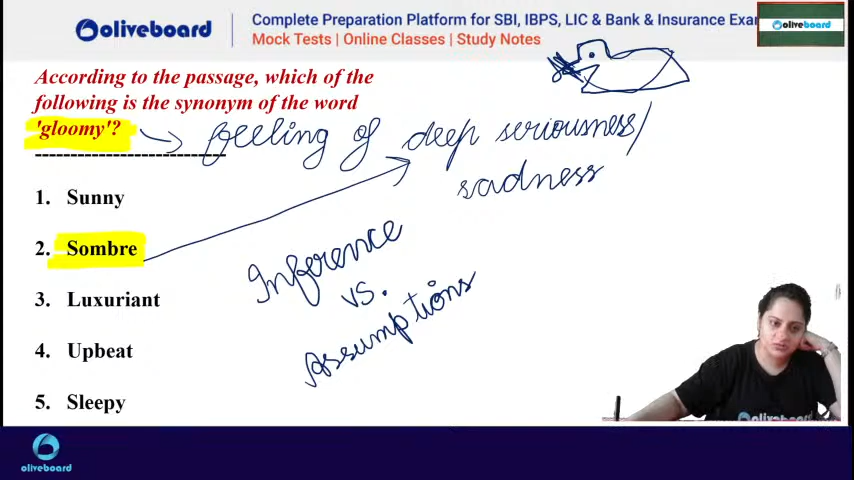 oliveboard
Complete Preparation Platform for SBI, IBPS, LIC & Bank & Insurance Exa
Mock Tests | Online Classes | Study Notes
oliveboard
According to the passage, which of the
following is the synonym of the word
'gloomy'?
feeling of deep seriousness/
sadness
1. Sunny
2. Sombre
3. Luxuriant
4. Upbeat
5. Sleepy
Inference
vs.
Assumptions
oliveboard
oliveboard